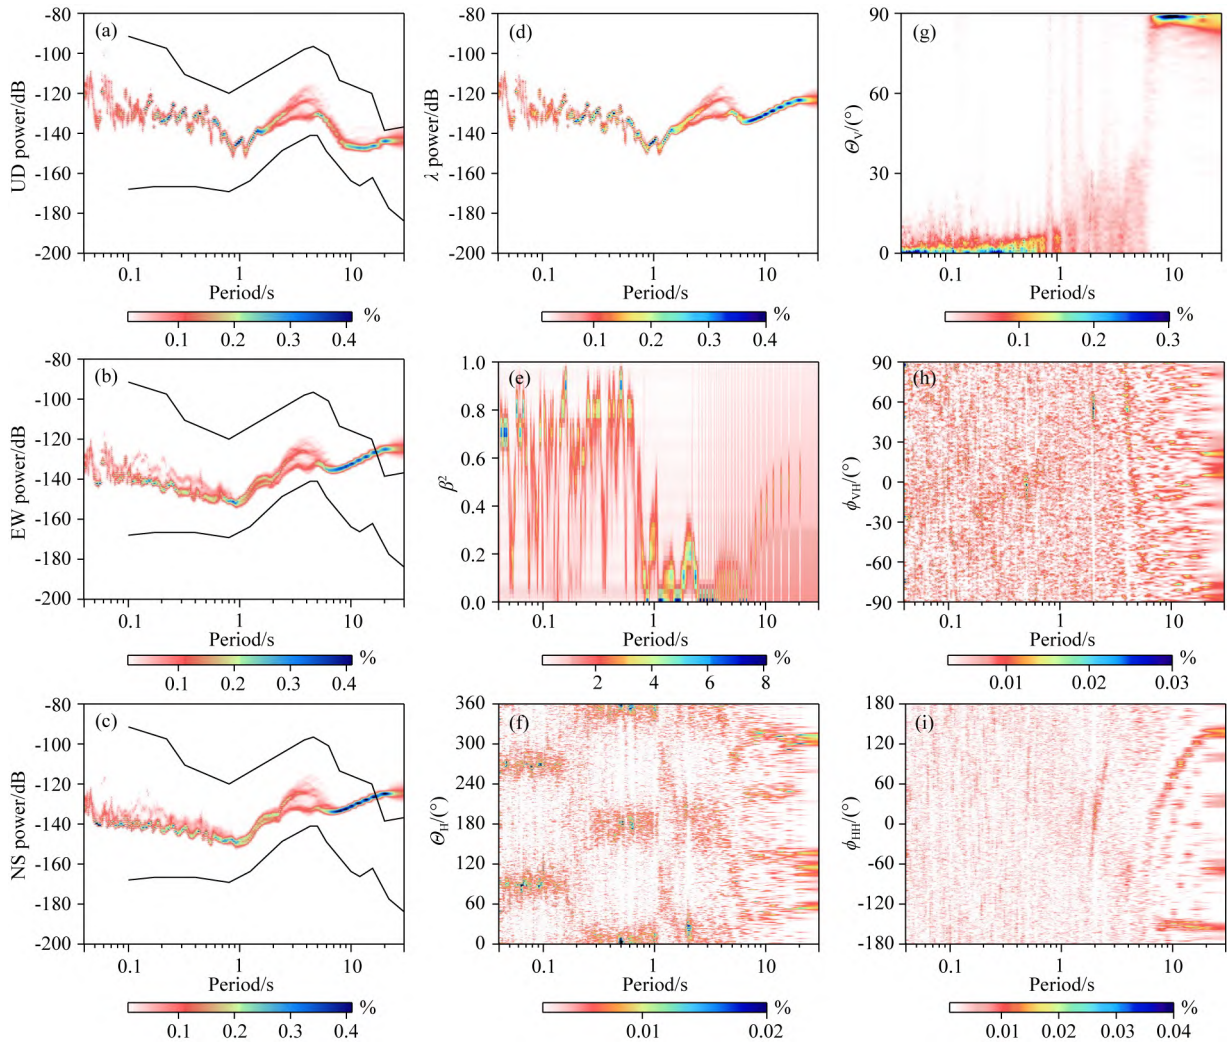 (a)
UD power/dB
-80
-100
-120
-140
-160
-180
-200
0.1 1 10
Period/s
0.1 0.2 0.3 0.4 %
(d)
λ power/dB
-80
-100
-120
-140
-160
-180
-200
0.1 1 10
Period/s
0.1 0.2 0.3 0.4 %
(g)
Θ_V/(°)
90
60
30
0
0.1 1 10
Period/s
0.1 0.2 0.3 %
(b)
EW power/dB
-80
-100
-120
-140
-160
-180
-200
0.1 1 10
Period/s
0.1 0.2 0.3 0.4 %
(e)
β²
1.0
0.8
0.6
0.4
0.2
0.0
0.1 1 10
Period/s
2 4 6 8 %
(h)
ϕ_VH/(°)
90
60
30
0
-30
-60
-90
0.1 1 10
Period/s
0.01 0.02 0.03 %
(c)
NS power/dB
-80
-100
-120
-140
-160
-180
-200
0.1 1 10
Period/s
0.1 0.2 0.3 0.4 %
(f)
Θ_H/(°)
360
300
240
180
120
60
0
0.1 1 10
Period/s
0.01 0.02 %
(i)
ϕ_HH/(°)
180
120
60
0
-60
-120
-180
0.1 1 10
Period/s
0.01 0.02 0.03 0.04 %